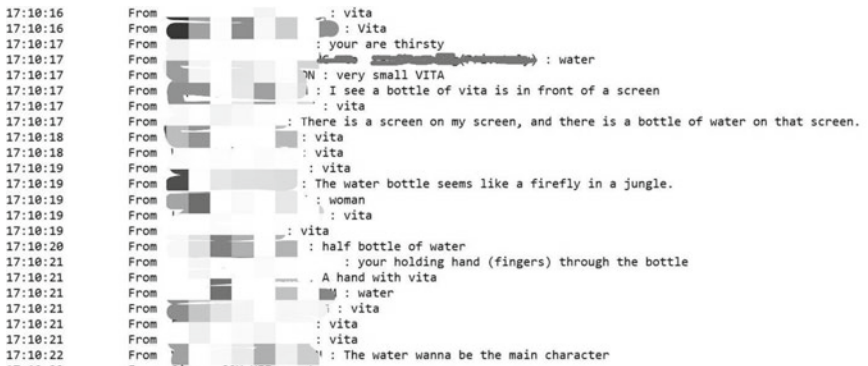 17:10:16 From : vita
17:10:16 From : Vita
17:10:17 From : your are thirsty
17:10:17 From : water
17:10:17 From : very small VITA
17:10:17 From : I see a bottle of vita is in front of a screen
17:10:17 From : vita
17:10:17 From : There is a screen on my screen, and there is a bottle of water on that screen.
17:10:18 From : vita
17:10:18 From : vita
17:10:19 From : vita
17:10:19 From : The water bottle seems like a firefly in a jungle.
17:10:19 From : woman
17:10:19 From : vita
17:10:19 From : vita
17:10:20 From : half bottle of water
17:10:21 From : your holding hand (fingers) through the bottle
17:10:21 From A hand with vita
17:10:21 From : water
17:10:21 From : vita
17:10:21 From : vita
17:10:21 From : vita
17:10:22 From : The water wanna be the main character